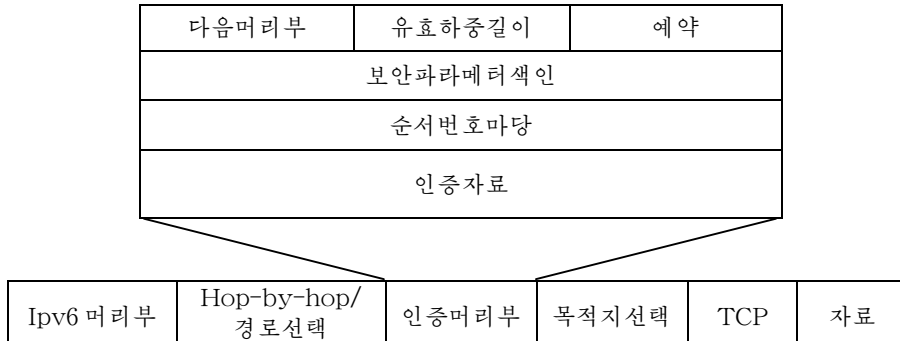 다음머리부 유효하중길이 예약
보안파라메터색인
순서번호마당
인증자료
Ipv6 머리부 Hop-by-hop/ 경로선택 인증머리부 목적지선택 TCP 자료